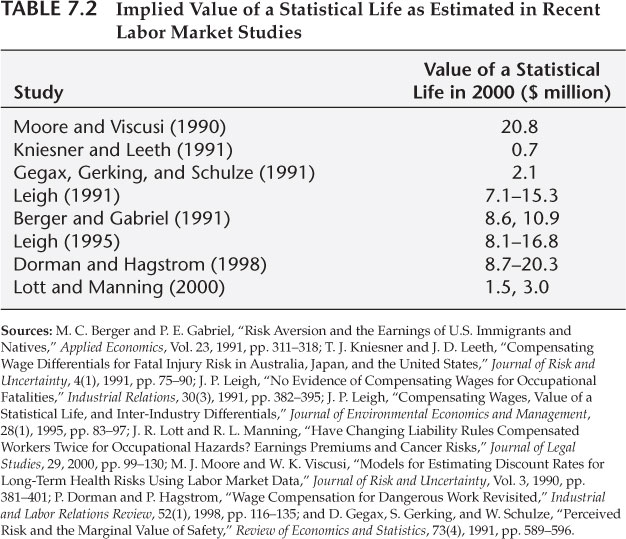 TABLE 7.2 Implied Value of a Statistical Life as Estimated in Recent
Labor Market Studies
Value of a Statistical
Study Life in 2000 ($ million)
Moore and Viscusi (1990) 20.8
Kniesner and Leeth (1991) 0.7
Gegax, Gerking, and Schulze (1991) 2.1
Leigh (1991) 7.1–15.3
Berger and Gabriel (1991) 8.6, 10.9
Leigh (1995) 8.1–16.8
Dorman and Hagstrom (1998) 8.7–20.3
Lott and Manning (2000) 1.5, 3.0
Sources: M. C. Berger and P. E. Gabriel, “Risk Aversion and the Earnings of U.S. Immigrants and
Natives,” Applied Economics, Vol. 23, 1991, pp. 311–318; T. J. Kniesner and J. D. Leeth, “Compensating
Wage Differentials for Fatal Injury Risk in Australia, Japan, and the United States,” Journal of Risk and
Uncertainty, 4(1), 1991, pp. 75–90; J. P. Leigh, “No Evidence of Compensating Wages for Occupational
Fatalities,” Industrial Relations, 30(3), 1991, pp. 382–395; J. P. Leigh, “Compensating Wages, Value of a
Statistical Life, and Inter-Industry Differentials,” Journal of Environmental Economics and Management,
28(1), 1995, pp. 83–97; J. R. Lott and R. L. Manning, “Have Changing Liability Rules Compensated
Workers Twice for Occupational Hazards? Earnings Premiums and Cancer Risks,” Journal of Legal
Studies, 29, 2000, pp. 99–130; M. J. Moore and W. K. Viscusi, “Models for Estimating Discount Rates for
Long-Term Health Risks Using Labor Market Data,” Journal of Risk and Uncertainty, Vol. 3, 1990, pp.
381–401; P. Dorman and P. Hagstrom, “Wage Compensation for Dangerous Work Revisited,” Industrial
and Labor Relations Review, 52(1), 1998, pp. 116–135; and D. Gegax, S. Gerking, and W. Schulze, “Perceived
Risk and the Marginal Value of Safety,” Review of Economics and Statistics, 73(4), 1991, pp. 589–596.